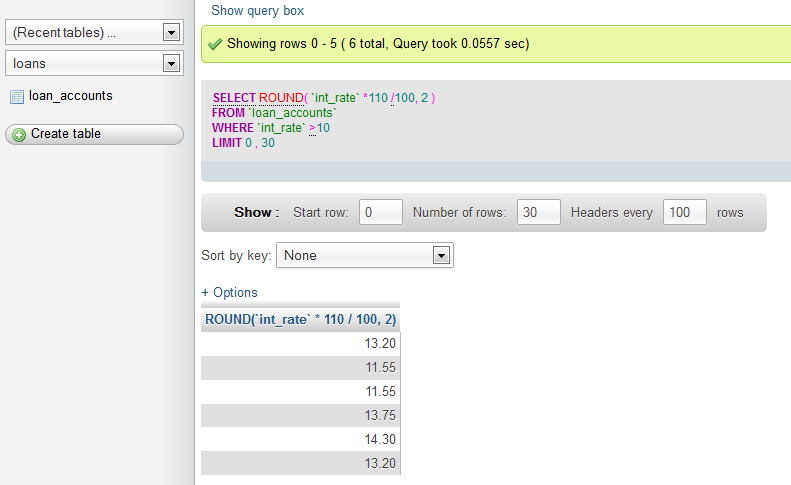 Show query box
(Recent tables) ...
loans
loan_accounts
Create table
Showing rows 0 - 5 ( 6 total, Query took 0.0557 sec)
SELECT ROUND( `int_rate` *110 /100, 2 )
FROM `loan_accounts`
WHERE `int_rate` >10
LIMIT 0 , 30
Show : Start row: 0 Number of rows: 30 Headers every 100 rows
Sort by key: None
+ Options
ROUND(`int_rate` * 110 / 100, 2)
13.20
11.55
11.55
13.75
14.30
13.20